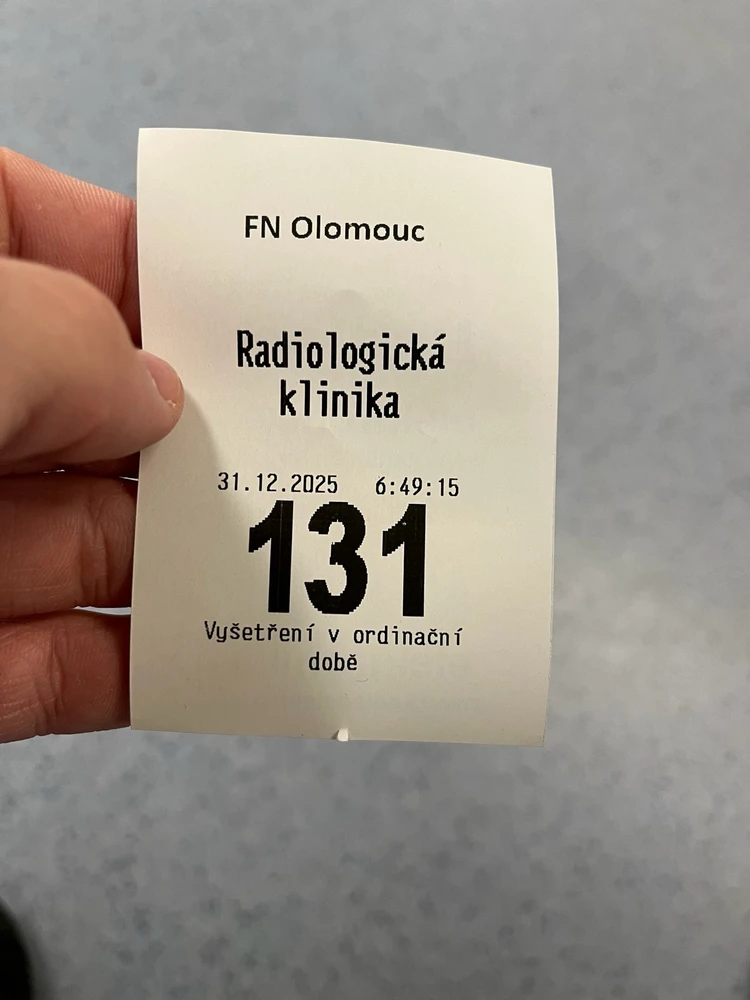 FN Olomouc
Radiologická
klinika
31.12.2025 6:49:15
131
Vyšetření v ordinační
době